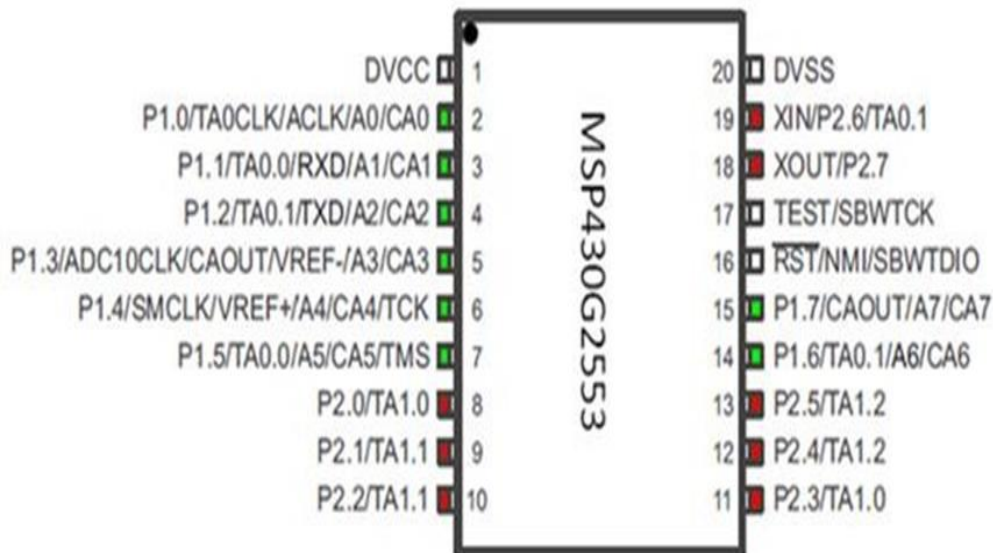 DVCC 1
P1.0/TA0CLK/ACLK/A0/CA0 2
P1.1/TA0.0/RXD/A1/CA1 3
P1.2/TA0.1/TXD/A2/CA2 4
P1.3/ADC10CLK/CAOUT/VREF-/A3/CA3 5
P1.4/SMCLK/VREF+/A4/CA4/TCK 6
P1.5/TA0.0/A5/CA5/TMS 7
P2.0/TA1.0 8
P2.1/TA1.1 9
P2.2/TA1.1 10
MSP430G2553
20 DVSS
19 XIN/P2.6/TA0.1
18 XOUT/P2.7
17 TEST/SBWTCK
16 RST/NMI/SBWTDIO
15 P1.7/CAOUT/A7/CA7
14 P1.6/TA0.1/A6/CA6
13 P2.5/TA1.2
12 P2.4/TA1.2
11 P2.3/TA1.0